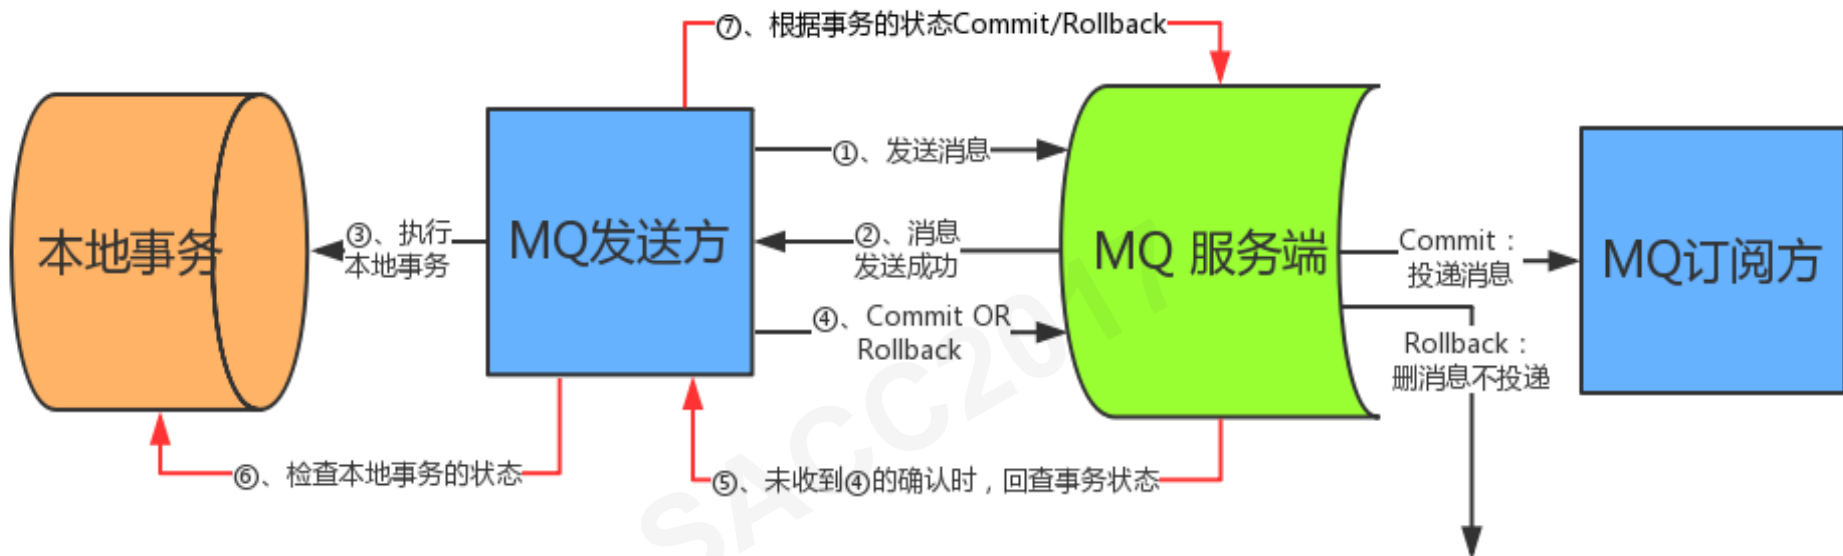 ⑦、根据事务的状态Commit/Rollback
①、发送消息
本地事务
③、执行
本地事务
MQ发送方
②、消息
发送成功
MQ 服务端
Commit：
投递消息
MQ订阅方
④、Commit OR
Rollback
Rollback：
删消息不投递
⑥、检查本地事务的状态
⑤、未收到④的确认时，回查事务状态
SACC2017